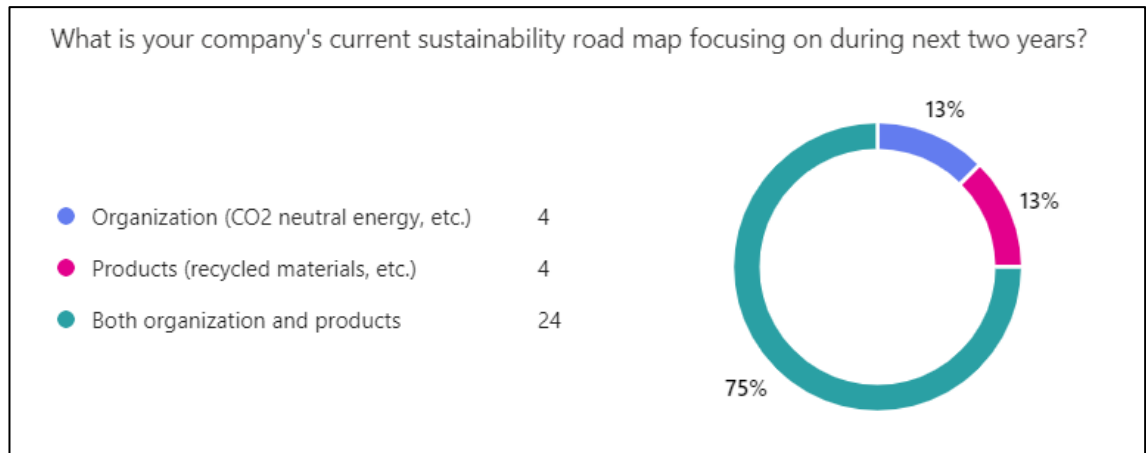 What is your company's current sustainability road map focusing on during next two years?
13%
13%
Organization (CO2 neutral energy, etc.) 4
Products (recycled materials, etc.) 4
Both organization and products 24
75%